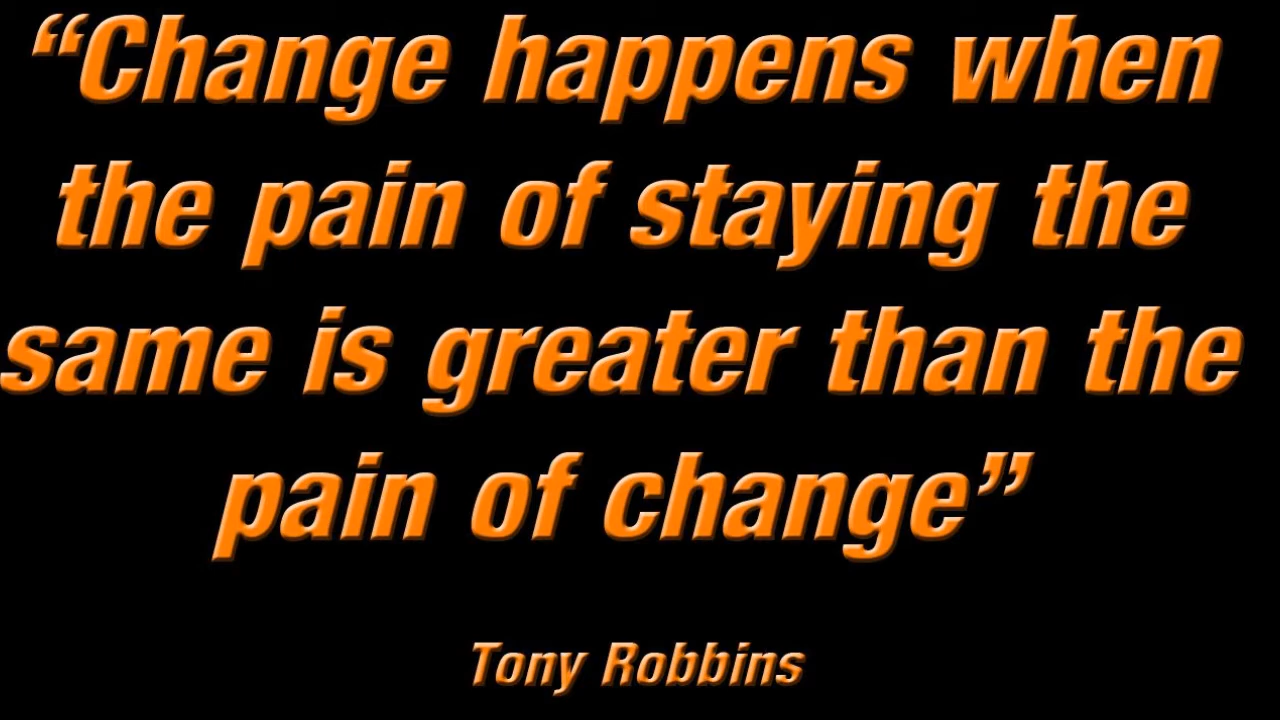 “Change happens when
the pain of staying the
same is greater than the
pain of change”
Tony Robbins